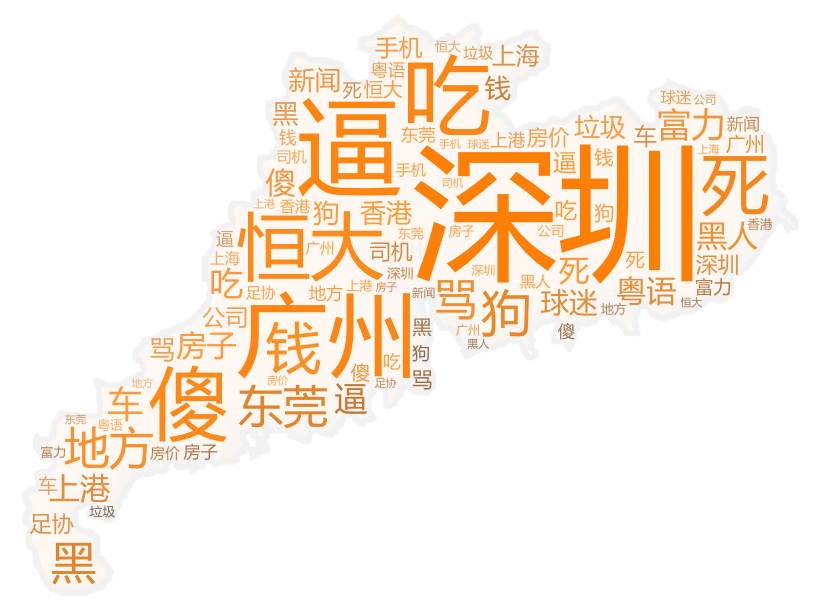 手机 恒大 垃圾 上海
新闻 粤语 吃 钱
死 恒大
黑 逼 东莞 手机 球迷 上港 房价 垃圾 车 富力 球迷 公司 新闻
钱 广州
司机 手机 司机 逼 钱 上海 死
傻 深圳
上港 香港 狗 香港 吃 狗 黑人 香港
逼 恒大 广州 司机 东莞 房子 公司
上海 深圳 深圳 死 死 深圳
吃 足协 地方 上港 房子 新闻 骂 狗 黑人 球迷 地方 粤语 富力 恒大
公司 广州 钱 黑 广州 傻
骂 房子 狗 黑人
地方 傻 房价 傻 吃 足协 骂
车 东莞 逼
东莞 粤语
富力 地方 房价 房子
车 上港
足协 垃圾
黑